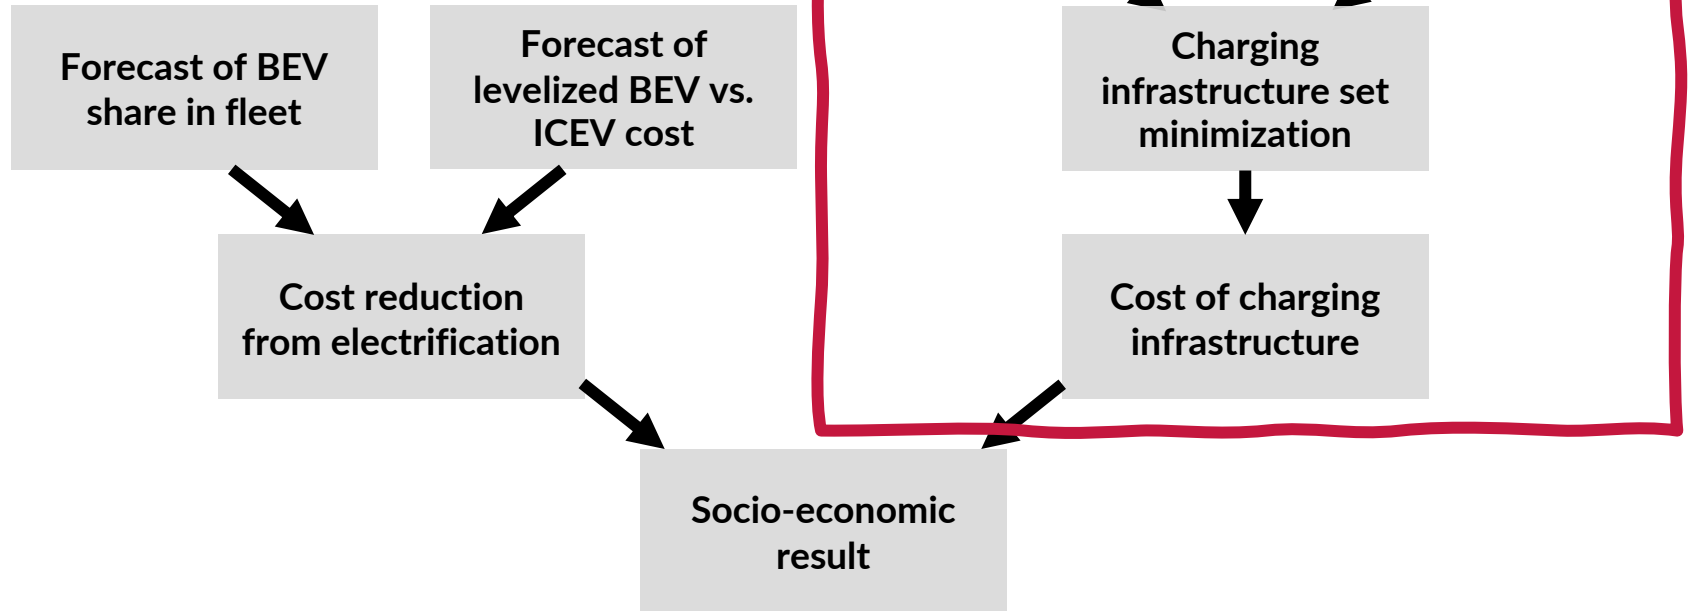 Forecast of BEV
share in fleet
Forecast of
levelized BEV vs.
ICEV cost
Charging
infrastructure set
minimization
Cost reduction
from electrification
Cost of charging
infrastructure
Socio-economic
result